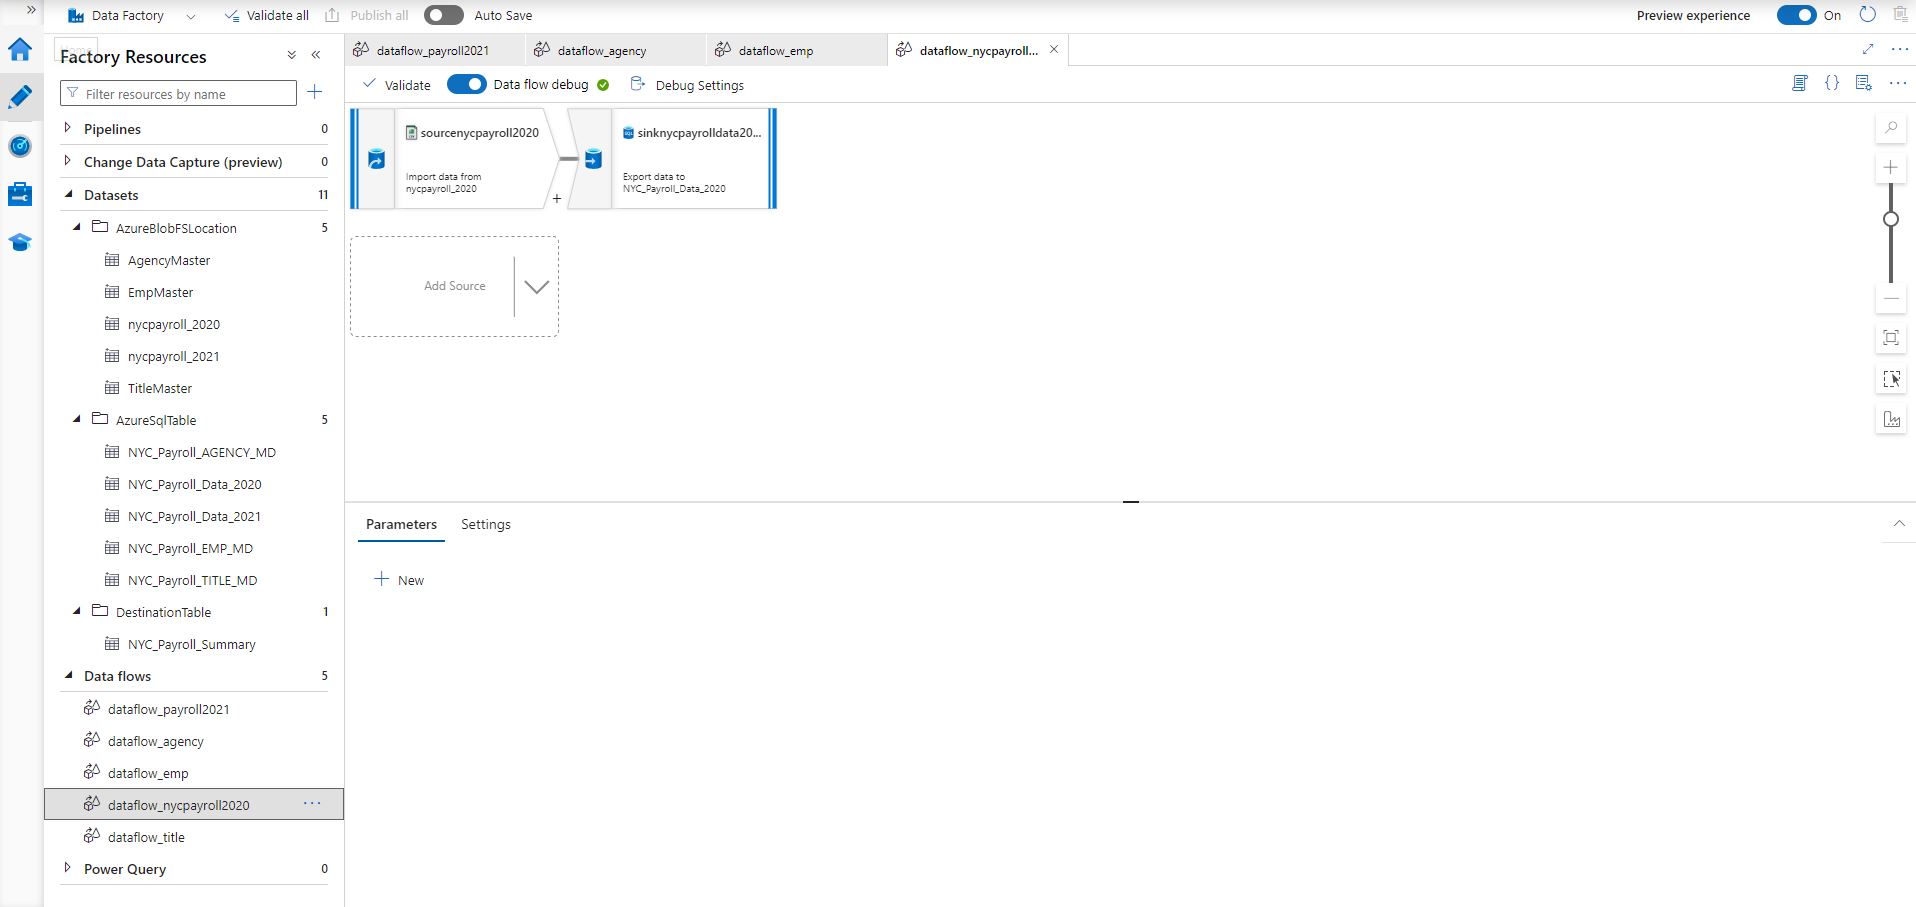 Data Factory
Validate all
Publish all
Auto Save
Preview experience
On
Factory Resources
Filter resources by name
Pipelines 0
Change Data Capture (preview) 0
Datasets 11
AzureBlobFSLocation 5
AgencyMaster
EmpMaster
nycpayroll_2020
nycpayroll_2021
TitleMaster
AzureSqlTable 5
NYC_Payroll_AGENCY_MD
NYC_Payroll_Data_2020
NYC_Payroll_Data_2021
NYC_Payroll_EMP_MD
NYC_Payroll_TITLE_MD
DestinationTable 1
NYC_Payroll_Summary
Data flows 5
dataflow_payroll2021
dataflow_agency
dataflow_emp
dataflow_nycpayroll2020
dataflow_title
Power Query 0
dataflow_payroll2021
dataflow_agency
dataflow_emp
dataflow_nycpayroll...
Validate
Data flow debug
Debug Settings
sourcenycpayroll2020
Import data from
nycpayroll_2020
sinknycpayrolldata20...
Export data to
NYC_Payroll_Data_2020
Add Source
Parameters
Settings
New